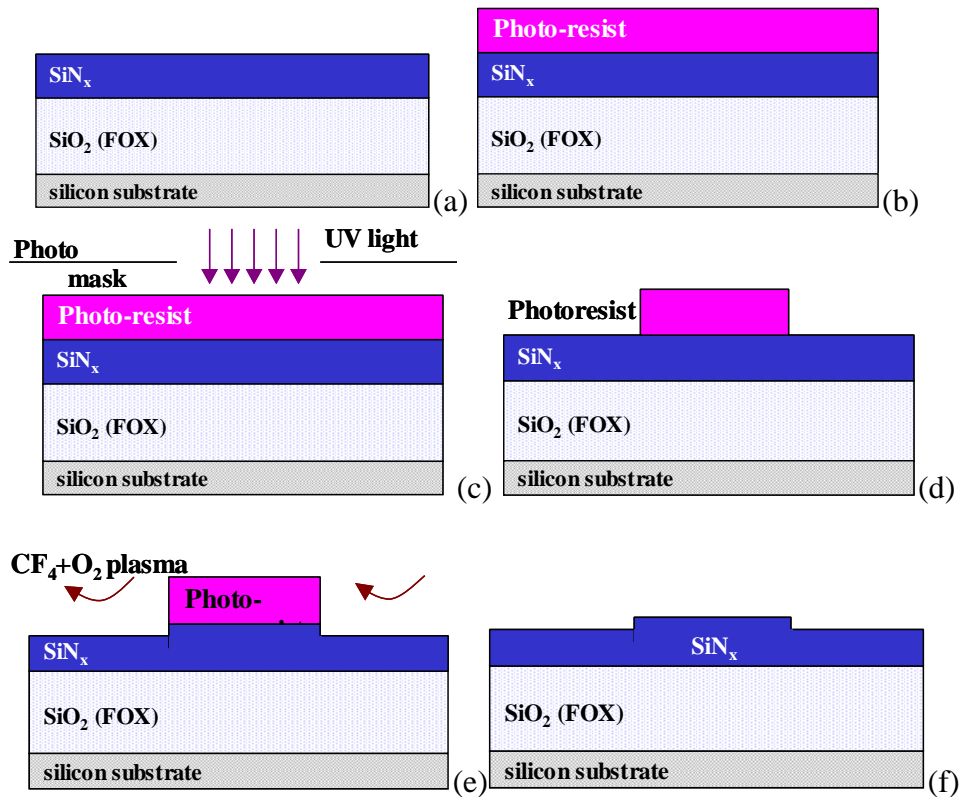 SiNₓ
SiO₂ (FOX)
silicon substrate
(a)
Photo-resist
SiNₓ
SiO₂ (FOX)
silicon substrate
(b)
Photo
mask
UV light
Photo-resist
SiNₓ
SiO₂ (FOX)
silicon substrate
(c)
Photoresist
SiNₓ
SiO₂ (FOX)
silicon substrate
(d)
CF₄+O₂ plasma
Photo-
SiNₓ
SiO₂ (FOX)
silicon substrate
(e)
SiNₓ
SiO₂ (FOX)
silicon substrate
(f)